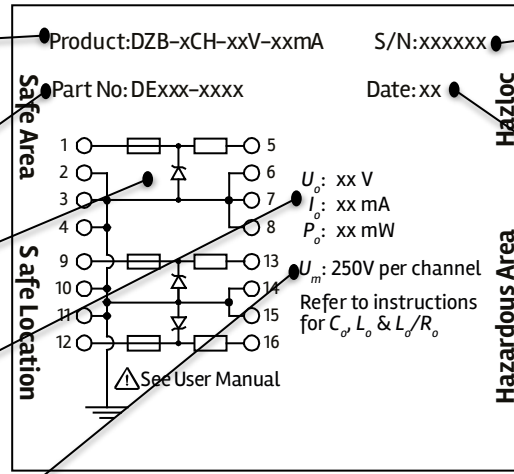 Product:DZB-xCH-xxV-xxmA S/N:xxxxxx
Part No:DExxx-xxxx Date:xx
Safe Area
Safe Location
Hazloc
Hazardous Area
1 5
2 6
3 7
4 8
9 13
10 14
11 15
12 16
Uo: xx V
Io: xx mA
Po: xx mW
Um: 250V per channel
Refer to instructions
for Co, Lo & Lo/Ro
See User Manual